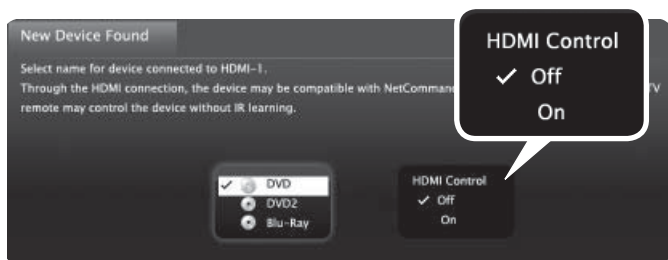 New Device Found
Select name for device connected to HDMI-1.
Through the HDMI connection, the device may be compatible with NetComman
TV
remote may control the device without IR learning.
DVD
DVD2
Blu-Ray
HDMI Control
Off
On
HDMI Control
Off
On